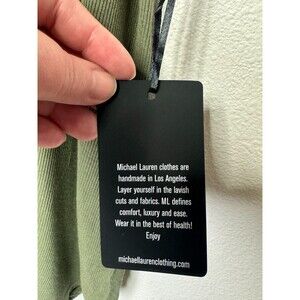 Michael Lauren clothes are
handmade in Los Angeles.
Layer yourself in the lavish
cuts and fabrics. ML defines
comfort, luxury and ease.
Wear it in the best of health!
Enjoy
michaellaurenclothing.com